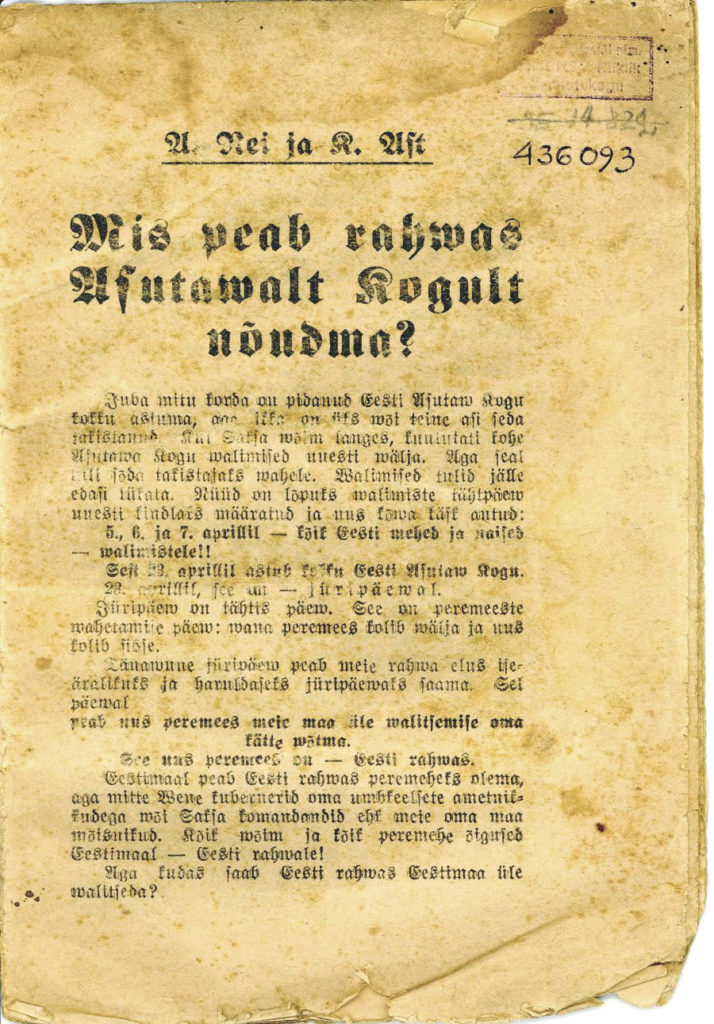 436093
A. Nei ja K. Ast
Mis peab rahwas
Asutawalt Kogult
nõudma?
Juba mitu korda on pidanud Eesti Asutaw Kogu
kokku astuma, aga ikka on üks wõi teine asi seda
takistanud. Kui Saksa wõim langes, kuulutati kohe
Asutawa Kogu walimised uuesti wälja. Aga seal
tuli sõda takistajaks wahele. Walimised tulid jälle
edasi lükata. Nüüd on lõpuks walimiste tähtpäew
uuesti kindlaks määratud ja uus kõwa käsk antud:
5., 6. ja 7. aprillil — kõik Eesti mehed ja naised
— walimistele!!
Sest 23. aprillil astub kokku Eesti Asutaw Kogu.
23. aprillil, see on — jüripäewal.
Jüripäew on tähtis päew. See on peremeeste
wahetamise päew: wana peremees kolib wälja ja uus
kolib sisse.
Tänawune jüripäew peab meie rahwa elus ise-
äralikuks ja haruldaseks jüripäewaks saama. Sel
päewal
peab uus peremees meie maa üle walitsemise oma
kätte wõtma.
See uus peremees on — Eesti rahwas.
Eestimaal peab Eesti rahwas peremeheks olema,
aga mitte Wene kubernerid oma umbkeelsete ametnik-
kudega wõi Saksa komandandid ehk meie oma maa
mõisnikud. Kõik wõim ja kõik peremehe õigused
Eestimaal — Eesti rahwale!
Aga kudas saab Eesti rahwas Eestimaa üle
walitseda?